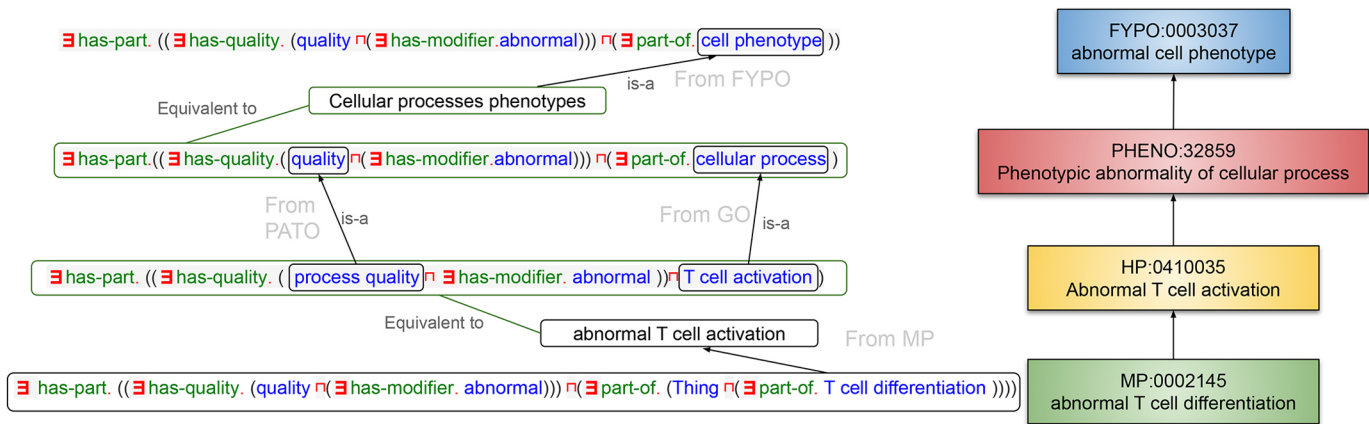 ∃ has-part. ((∃ has-quality. (quality ⊓(∃ has-modifier.abnormal))) ⊓(∃ part-of. cell phenotype ))
is-a
From FYPO
Cellular processes phenotypes
Equivalent to
∃ has-part.((∃ has-quality.(quality ⊓(∃ has-modifier.abnormal))) ⊓(∃ part-of. cellular process )
From
PATO
is-a
From GO
is-a
∃ has-part. ((∃ has-quality. ( process quality ⊓ ∃ has-modifier. abnormal ))⊓ T cell activation )
Equivalent to
abnormal T cell activation
From MP
∃ has-part. ((∃ has-quality. (quality ⊓(∃ has-modifier. abnormal))) ⊓(∃ part-of. (Thing ⊓(∃ part-of. T cell differentiation ))))
FYPO:0003037
abnormal cell phenotype
PHENO:32859
Phenotypic abnormality of cellular process
HP:0410035
Abnormal T cell activation
MP:0002145
abnormal T cell differentiation